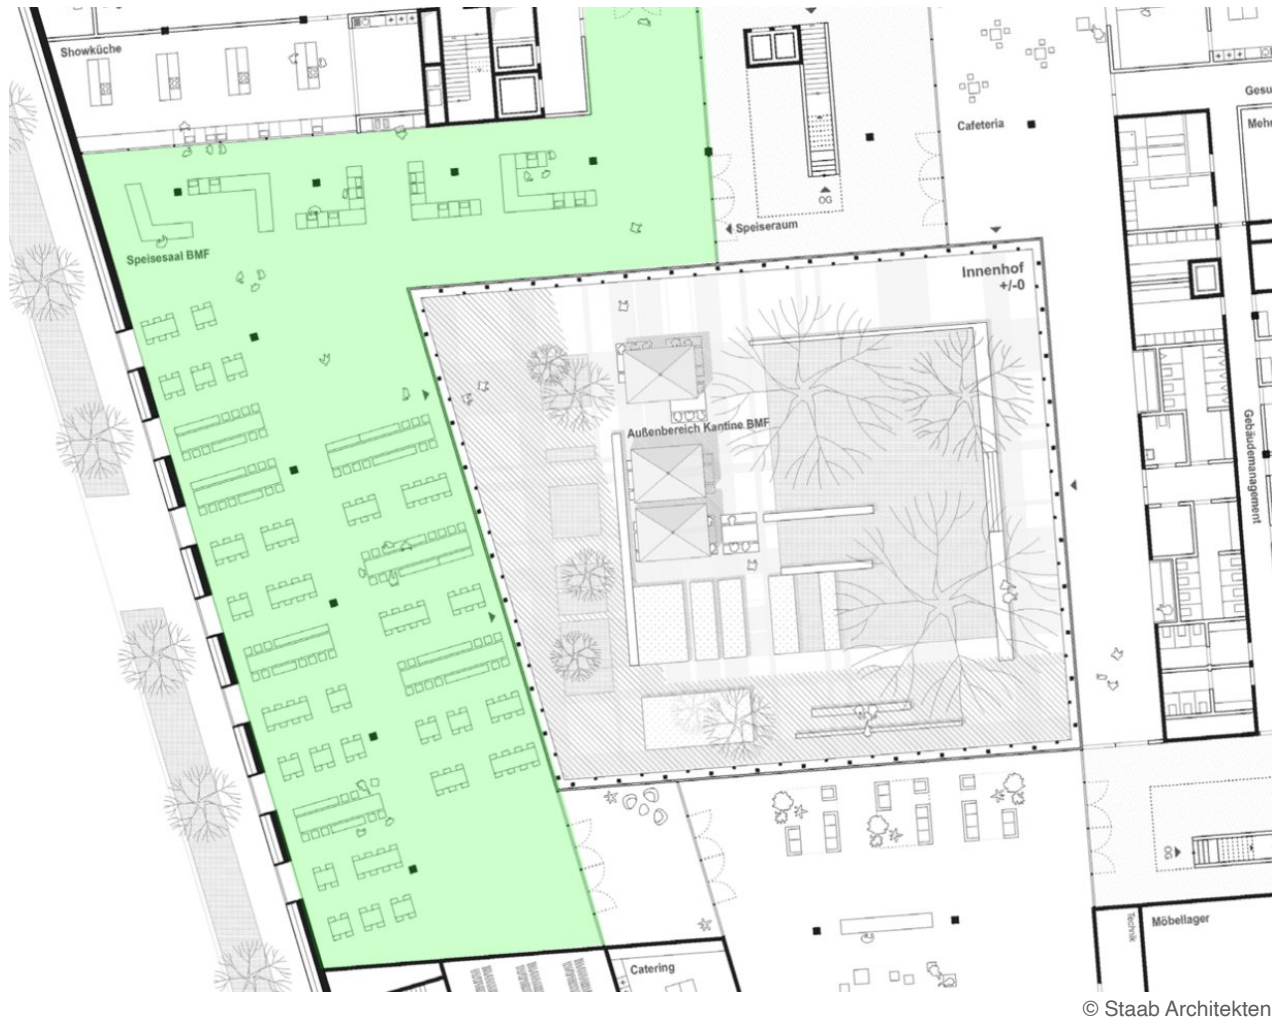 Showküche
Cafeteria
Gesu
Mehr
OG
Speiseraum
Speisesaal BMF
Innenhof
+/-0
Außenbereich Kantine BMF
Gebäudemanagement
OG
Catering
Technik
Möbellager
© Staab Architekten